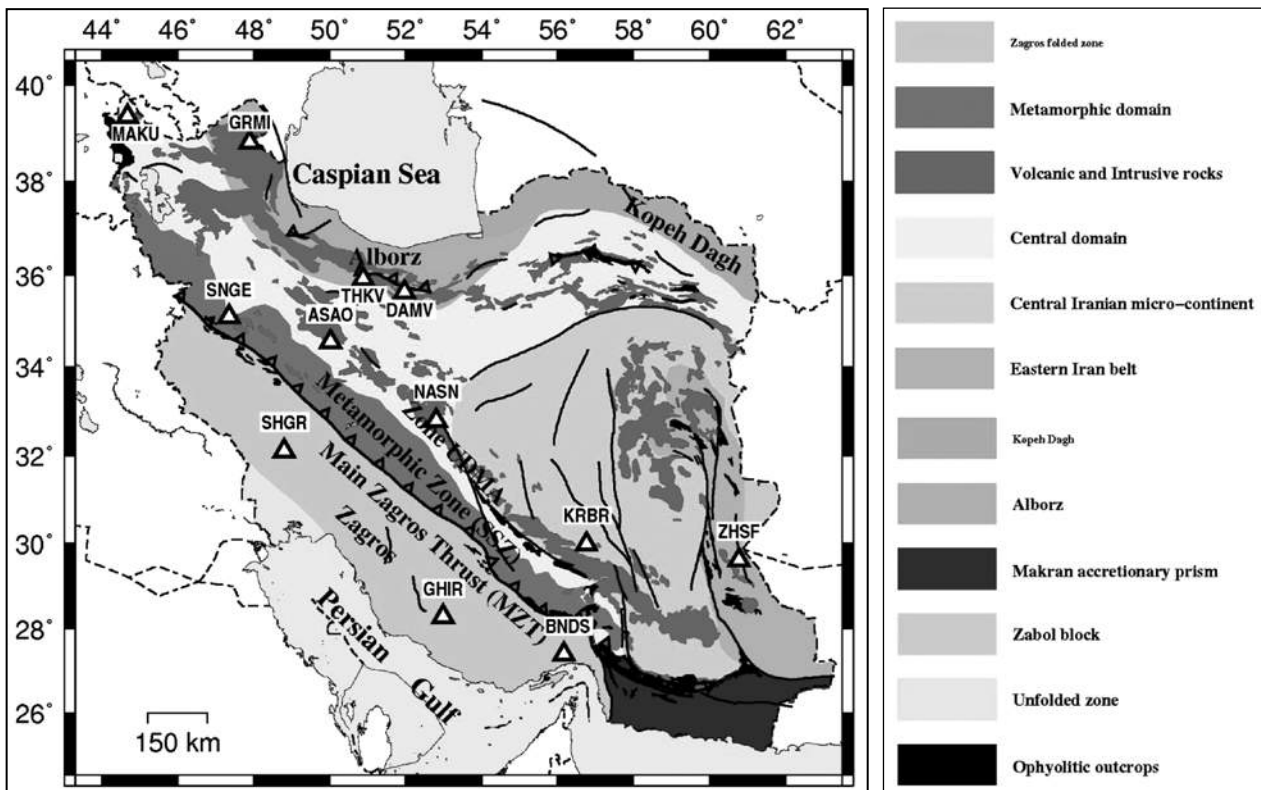 44° 46° 48° 50° 52° 54° 56° 58° 60° 62°
40°
38°
36°
34°
32°
30°
28°
26°
MAKU
GRMI
Caspian Sea
Kopeh Dagh
Alborz
SNGE
THKV
DAMV
ASAO
NASN
Zone UDMA
Metamorphic Zone (SSZ)
SHGR
Main Zagros Thrust (MZT)
Zagros
KRBR
ZHSF
GHIR
BNDS
Persian
Gulf
150 km
Zagros folded zone
Metamorphic domain
Volcanic and Intrusive rocks
Central domain
Central Iranian micro-continent
Eastern Iran belt
Kopeh Dagh
Alborz
Makran accretionary prism
Zabol block
Unfolded zone
Ophyolitic outcrops